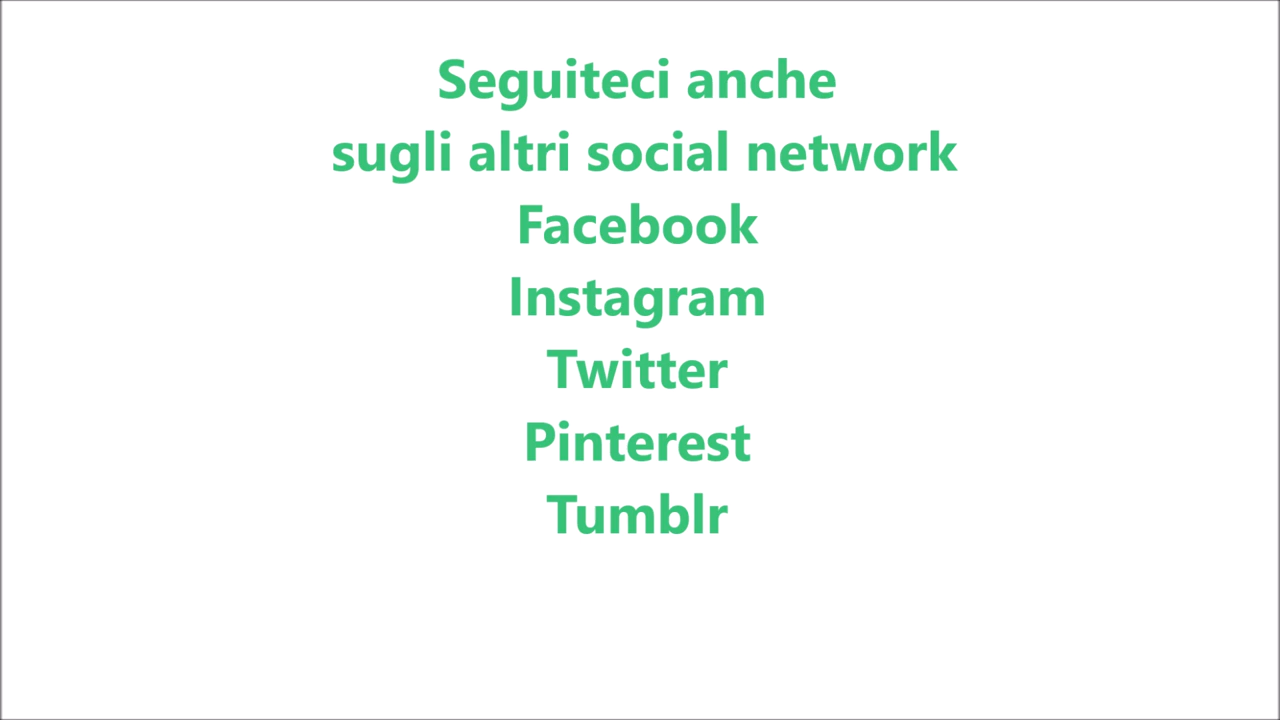 Seguiteci anche
sugli altri social network
Facebook
Instagram
Twitter
Pinterest
Tumblr